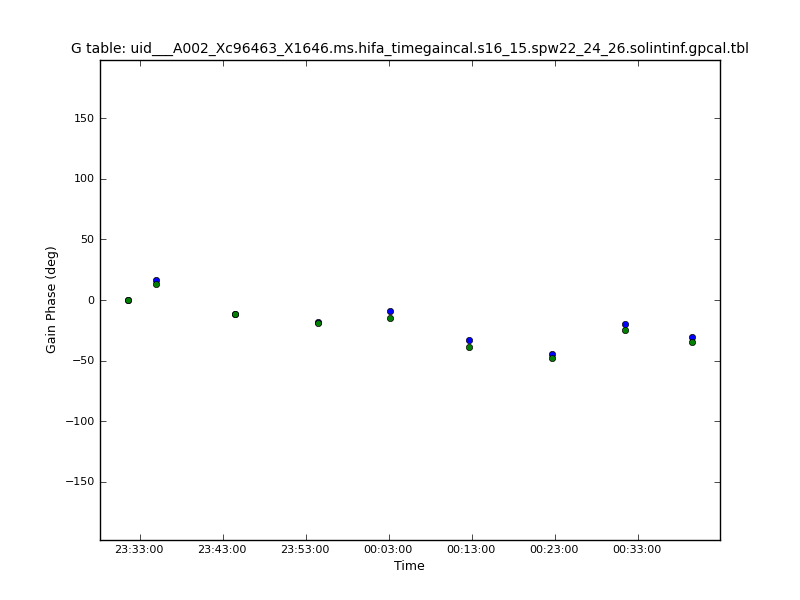 G table: uid___A002_Xc96463_X1646.ms.hifa_timegaincal.s16_15.spw22_24_26.solintinf.gpcal.tbl
150
100
50
0
−50
−100
−150
Gain Phase (deg)
23:33:00 23:43:00 23:53:00 00:03:00 00:13:00 00:23:00 00:33:00
Time